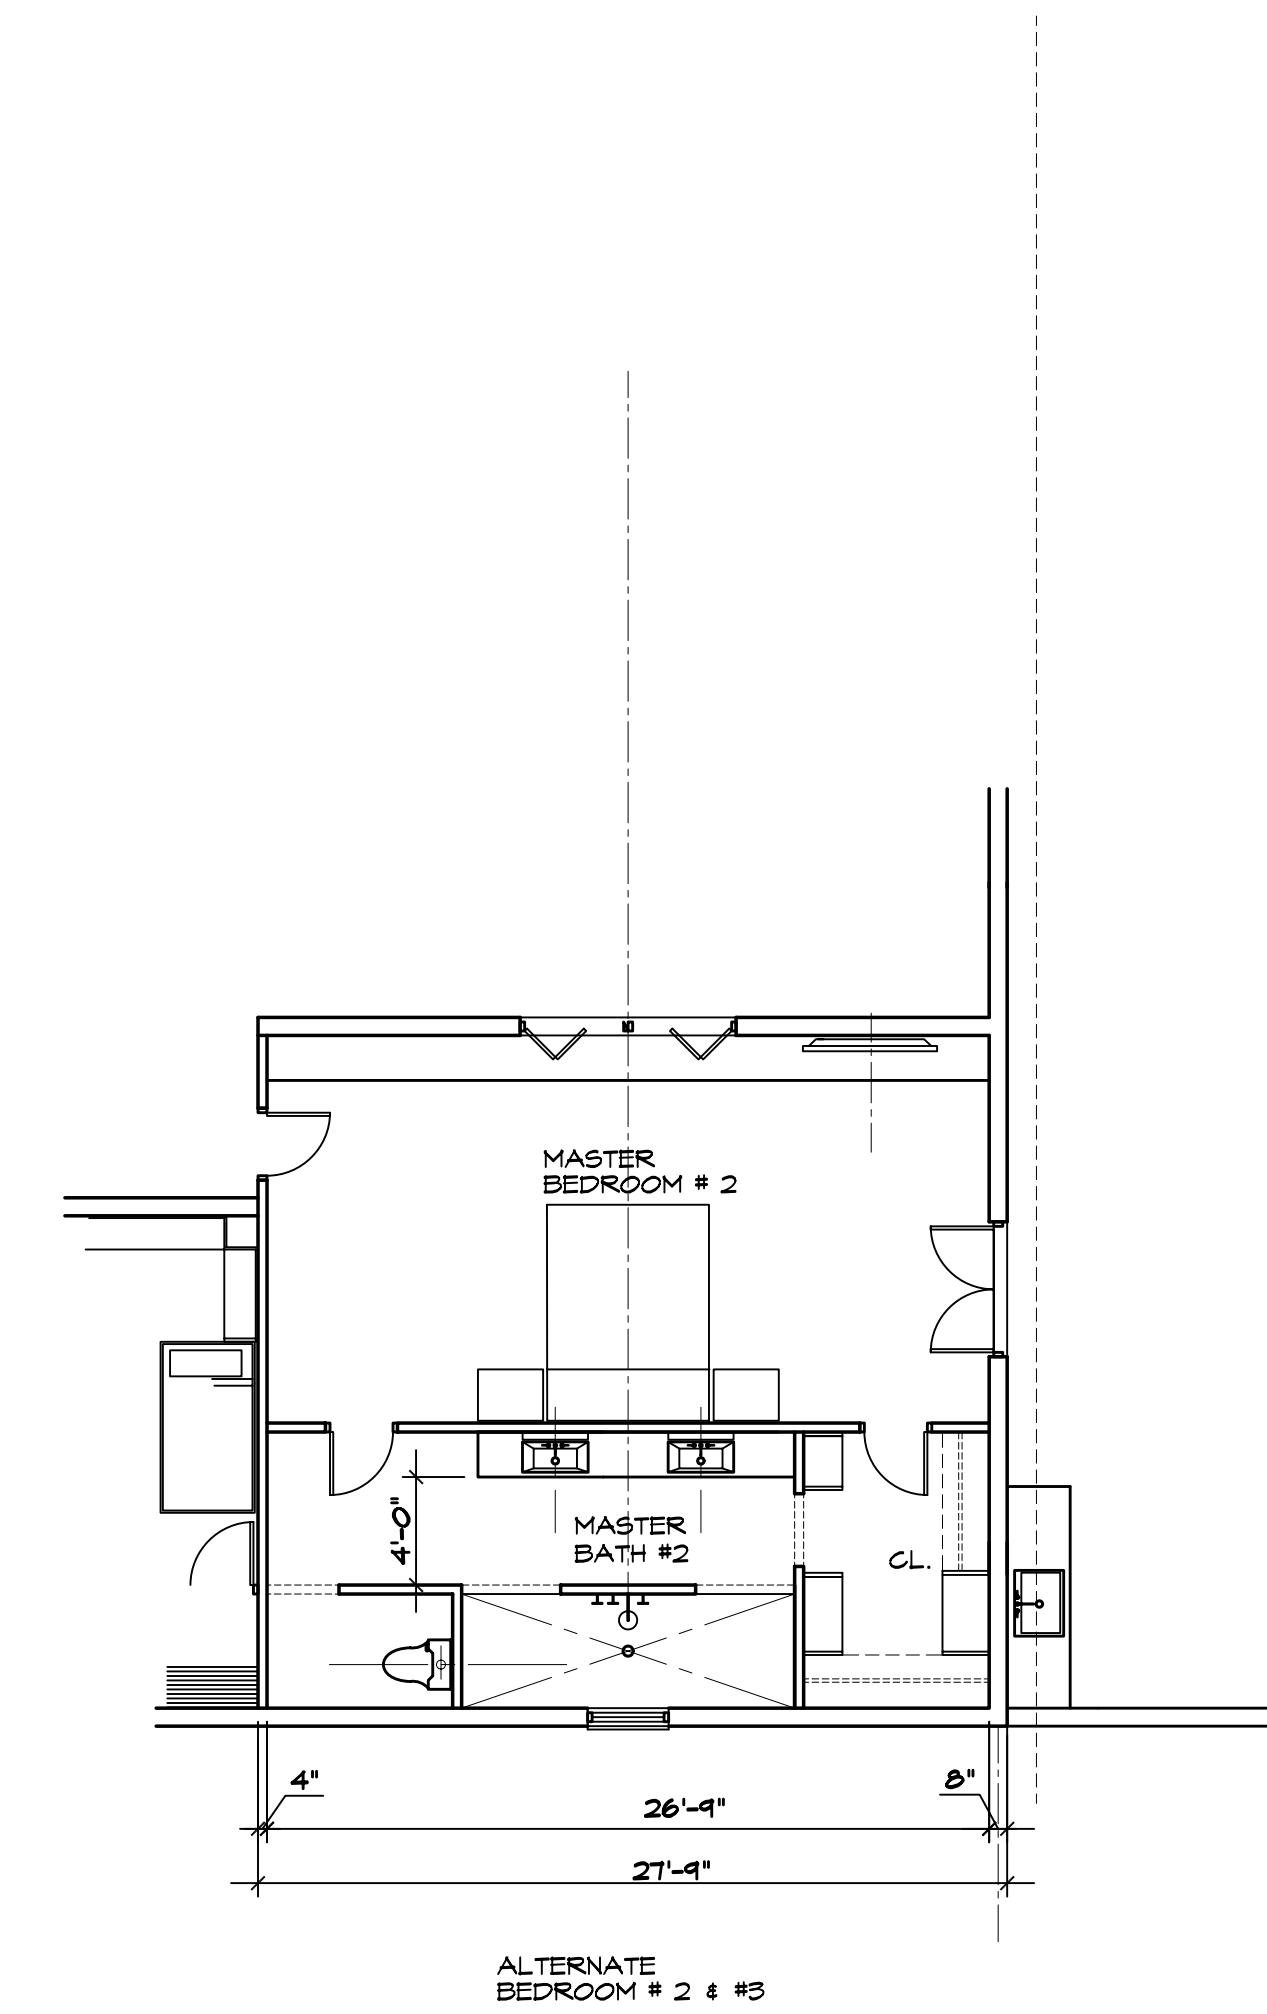 MASTER
BEDROOM # 2
4'-0"
MASTER
BATH #2
CL.
4"
8"
26'-9"
27'-9"
ALTERNATE
BEDROOM # 2 & #3